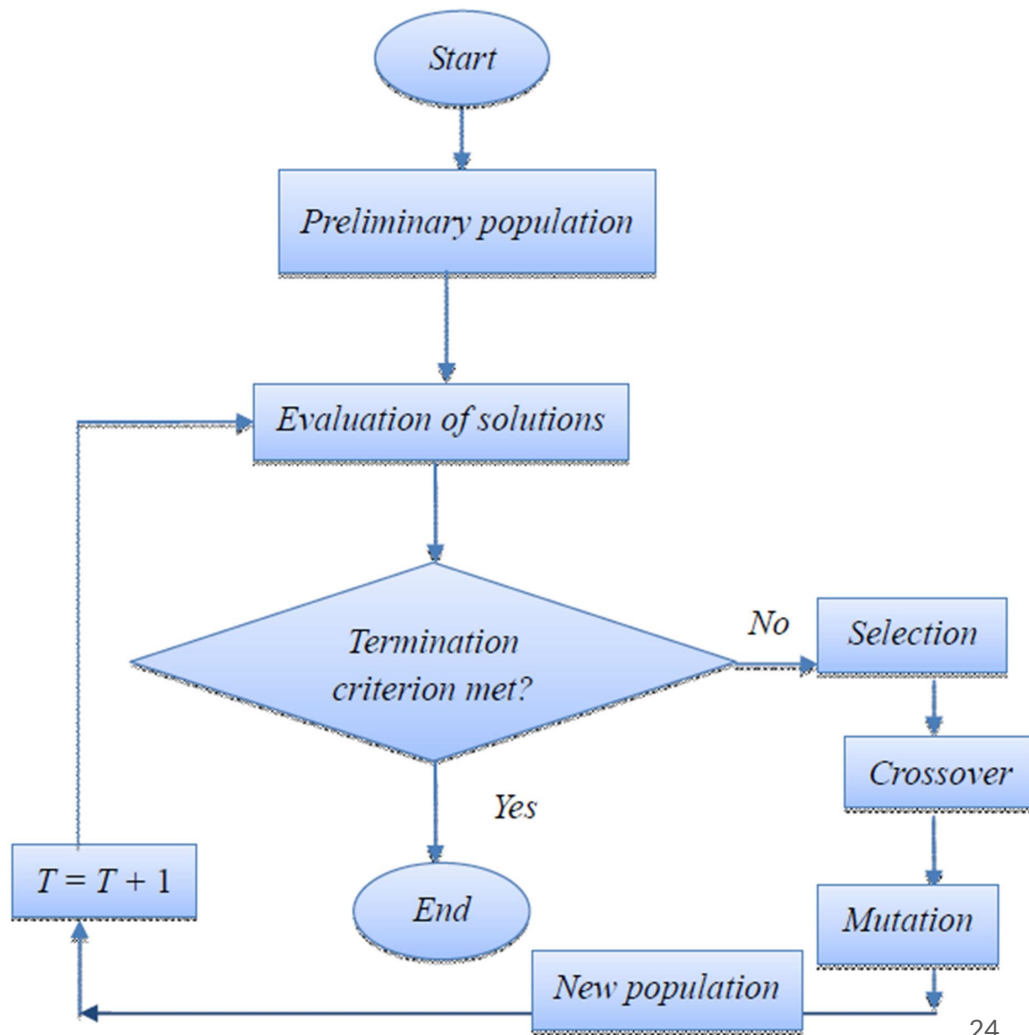 Start
Preliminary population
Evaluation of solutions
Termination
criterion met?
No
Selection
Crossover
Yes
T = T + 1
End
Mutation
New population
24